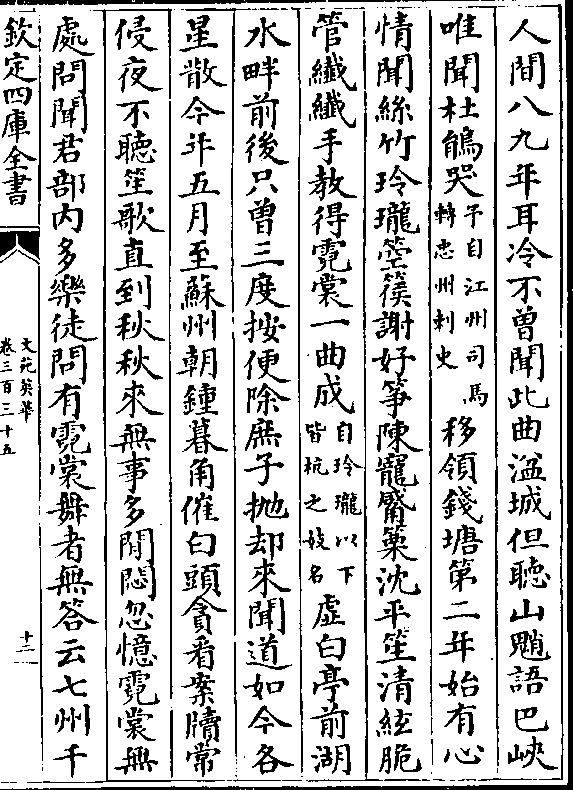 人間八九年耳冷不曽聞此曲湓城但聽山魈語巴峽
唯聞杜鵑哭予自江州司馬轉忠州刺史移領錢塘第二年始有心
情聞絲竹玲瓏箜篌謝好箏陳寵觱篥沈平笙清絃脆
管纖纖手教得霓裳一曲成自玲瓏以下皆杭之妓名虛白亭前湖
水畔前後只曽三度按便除庶子抛却來聞道如今各
星散今年五月至蘇州朝鐘暮角催白頭貪看案牘常
侵夜不聽笙歌直到秋秋來無事多閒悶忽憶霓裳無
處問聞君部內多樂徒問有霓裳舞者無答云七州千
欽定四庫全書
文苑英華
卷三百三十五
十三